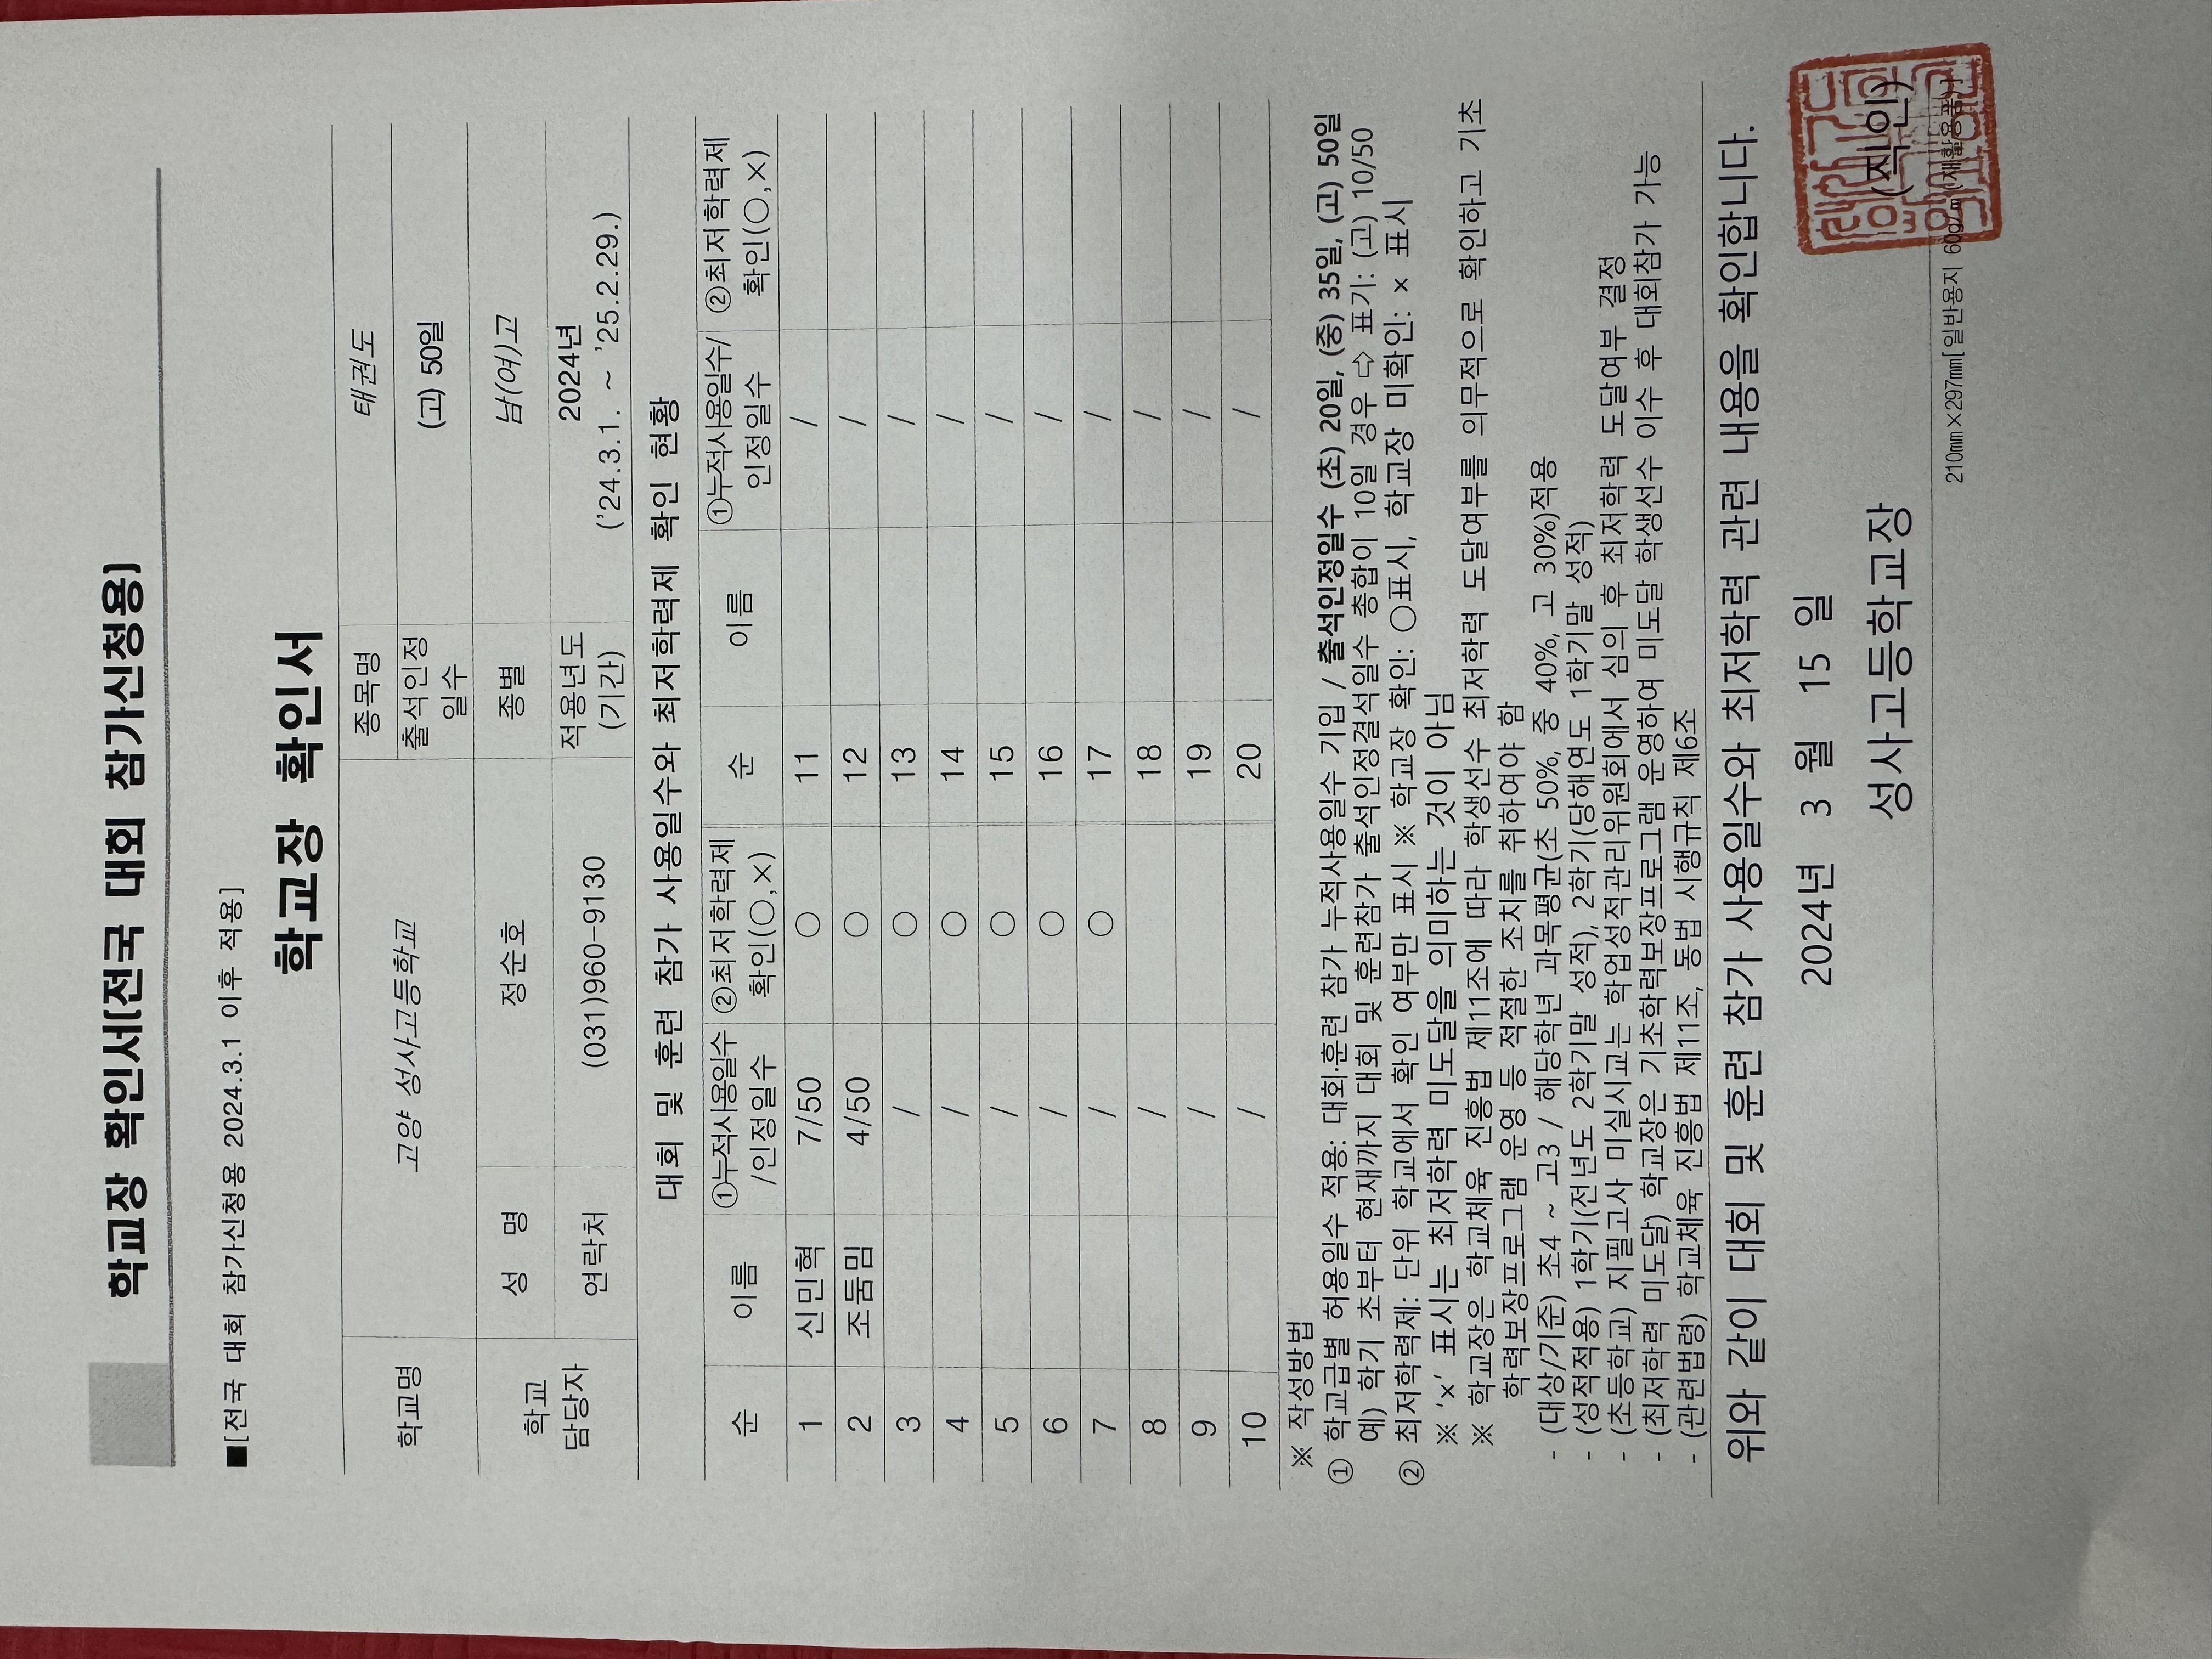 학교장 확인서(전국 대회 참가신청용)
■[전국 대회 참가신청용 2024.3.1 이후 적용]
학교장 확인서
학교명 고양 성사고등학교 종목명 태권도
출석인정 일수 (고) 50일
학교 담당자 성 명 정순호 종별 남(여)고
연락처 (031)960-9130 적용년도 (기간) 2024년 ('24.3.1. ~ '25.2.29.)
대회 및 훈련 참가 사용일수와 최저학력제 확인 현황
순 이름 ①누적사용일수 /인정일수 ②최저학력제 확인(○,×) 순 이름 ①누적사용일수/ 인정일수 ②최저학력제 확인(○,×)
1 신민혁 7/50 ○ 11 /
2 조둠밈 4/50 ○ 12 /
3 / ○ 13 /
4 / ○ 14 /
5 / ○ 15 /
6 / ○ 16 /
7 / ○ 17 /
8 / 18 /
9 / 19 /
10 / 20 /
※ 작성방법
① 학교급별 허용일수 적용: 대회·훈련 참가 누적사용일수 기입 / 출석인정일수 (초) 20일, (중) 35일, (고) 50일
예) 학기 초부터 현재까지 대회 및 훈련참가 출석인정결석일수 총합이 10일 경우 ⇨ 표기: (고) 10/50
② 최저학력제: 단위 학교에서 확인 여부만 표시 ※ 학교장 확인: ○표시, 학교장 미확인: × 표시
※ '×' 표시는 최저학력 미도달을 의미하는 것이 아님
※ 학교장은 학교체육 진흥법 제11조에 따라 학생선수 최저학력 도달여부를 의무적으로 확인하고 기초
학력보장프로그램 운영 등 적절한 조치를 취하여야 함
- (대상/기준) 초4 ~ 고3 / 해당학년 과목평균(초 50%, 중 40%, 고 30%)적용
- (성적적용) 1학기(전년도 2학기말 성적), 2학기(당해연도 1학기말 성적)
- (초등학교) 지필고사 미실시교는 학업성적관리위원회에서 심의 후 최저학력 도달여부 결정
- (최저학력 미도달) 학교장은 기초학력보장프로그램 운영하여 미도달 학생선수 이수 후 대회참가 가능
- (관련법령) 학교체육 진흥법 제11조, 동법 시행규칙 제6조
위와 같이 대회 및 훈련 참가 사용일수와 최저학력 관련 내용을 확인합니다.
2024년 3 월 15 일
성사고등학교장 (직인)
210㎜×297㎜[일반용지 60g/㎡(재활용품)]